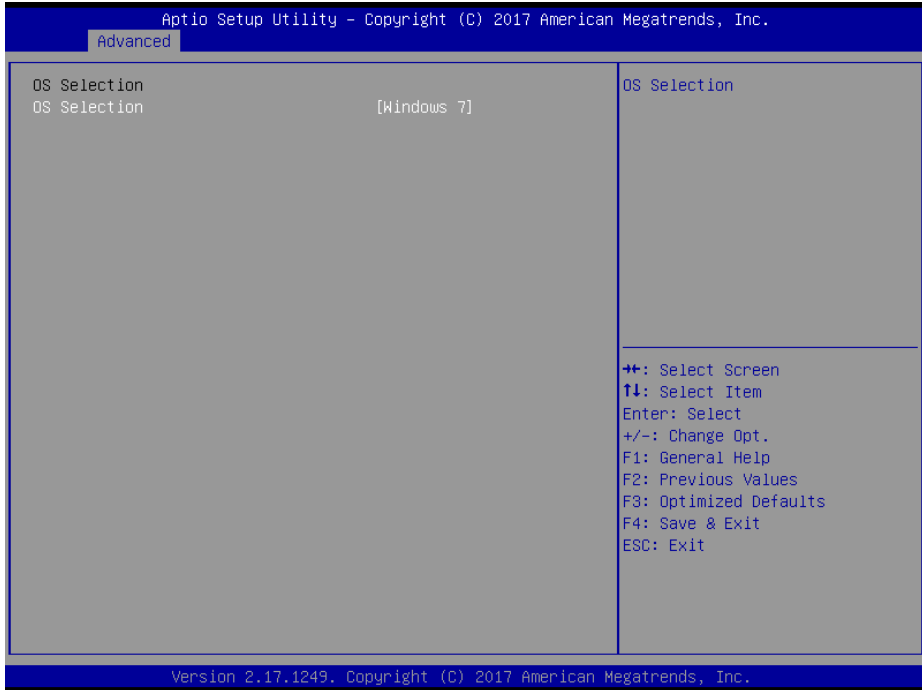 Aptio Setup Utility – Copyright (C) 2017 American Megatrends, Inc.
Advanced
OS Selection
OS Selection [Windows 7]
OS Selection
→←: Select Screen
↑↓: Select Item
Enter: Select
+/-: Change Opt.
F1: General Help
F2: Previous Values
F3: Optimized Defaults
F4: Save & Exit
ESC: Exit
Version 2.17.1249. Copyright (C) 2017 American Megatrends, Inc.